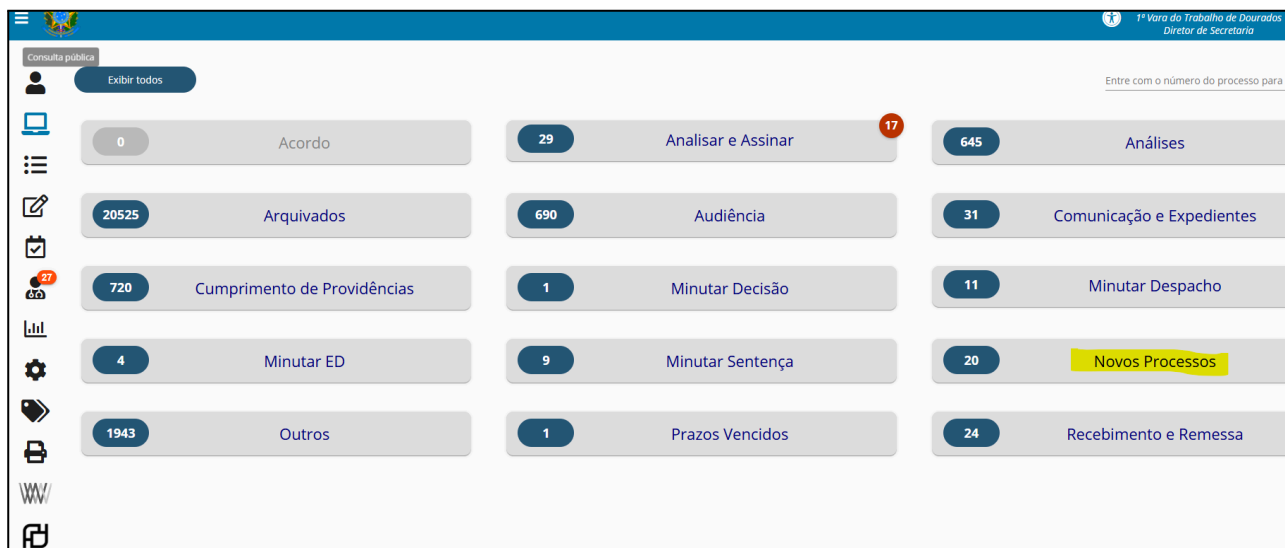 1ª Vara do Trabalho de Dourados
Diretor de Secretaria
Consulta pública
Exibir todos
Entre com o número do processo para
0 Acordo
29 Analisar e Assinar 17
645 Análises
20525 Arquivados
690 Audiência
31 Comunicação e Expedientes
27
720 Cumprimento de Providências
1 Minutar Decisão
11 Minutar Despacho
4 Minutar ED
9 Minutar Sentença
20 Novos Processos
1943 Outros
1 Prazos Vencidos
24 Recebimento e Remessa